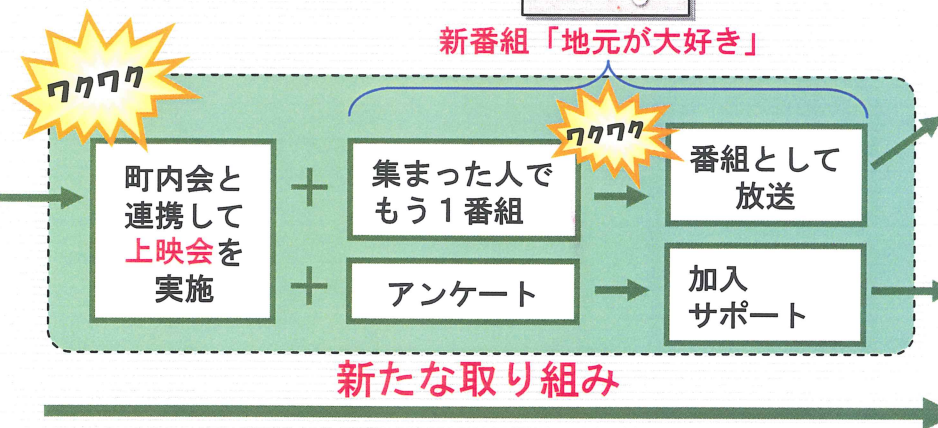 新番組「地元が大好き」
ワクワク
町内会と
連携して
上映会を
実施
+
集まった人で
もう1番組
ワクワク
番組として
放送
+
アンケート
加入
サポート
新たな取り組み